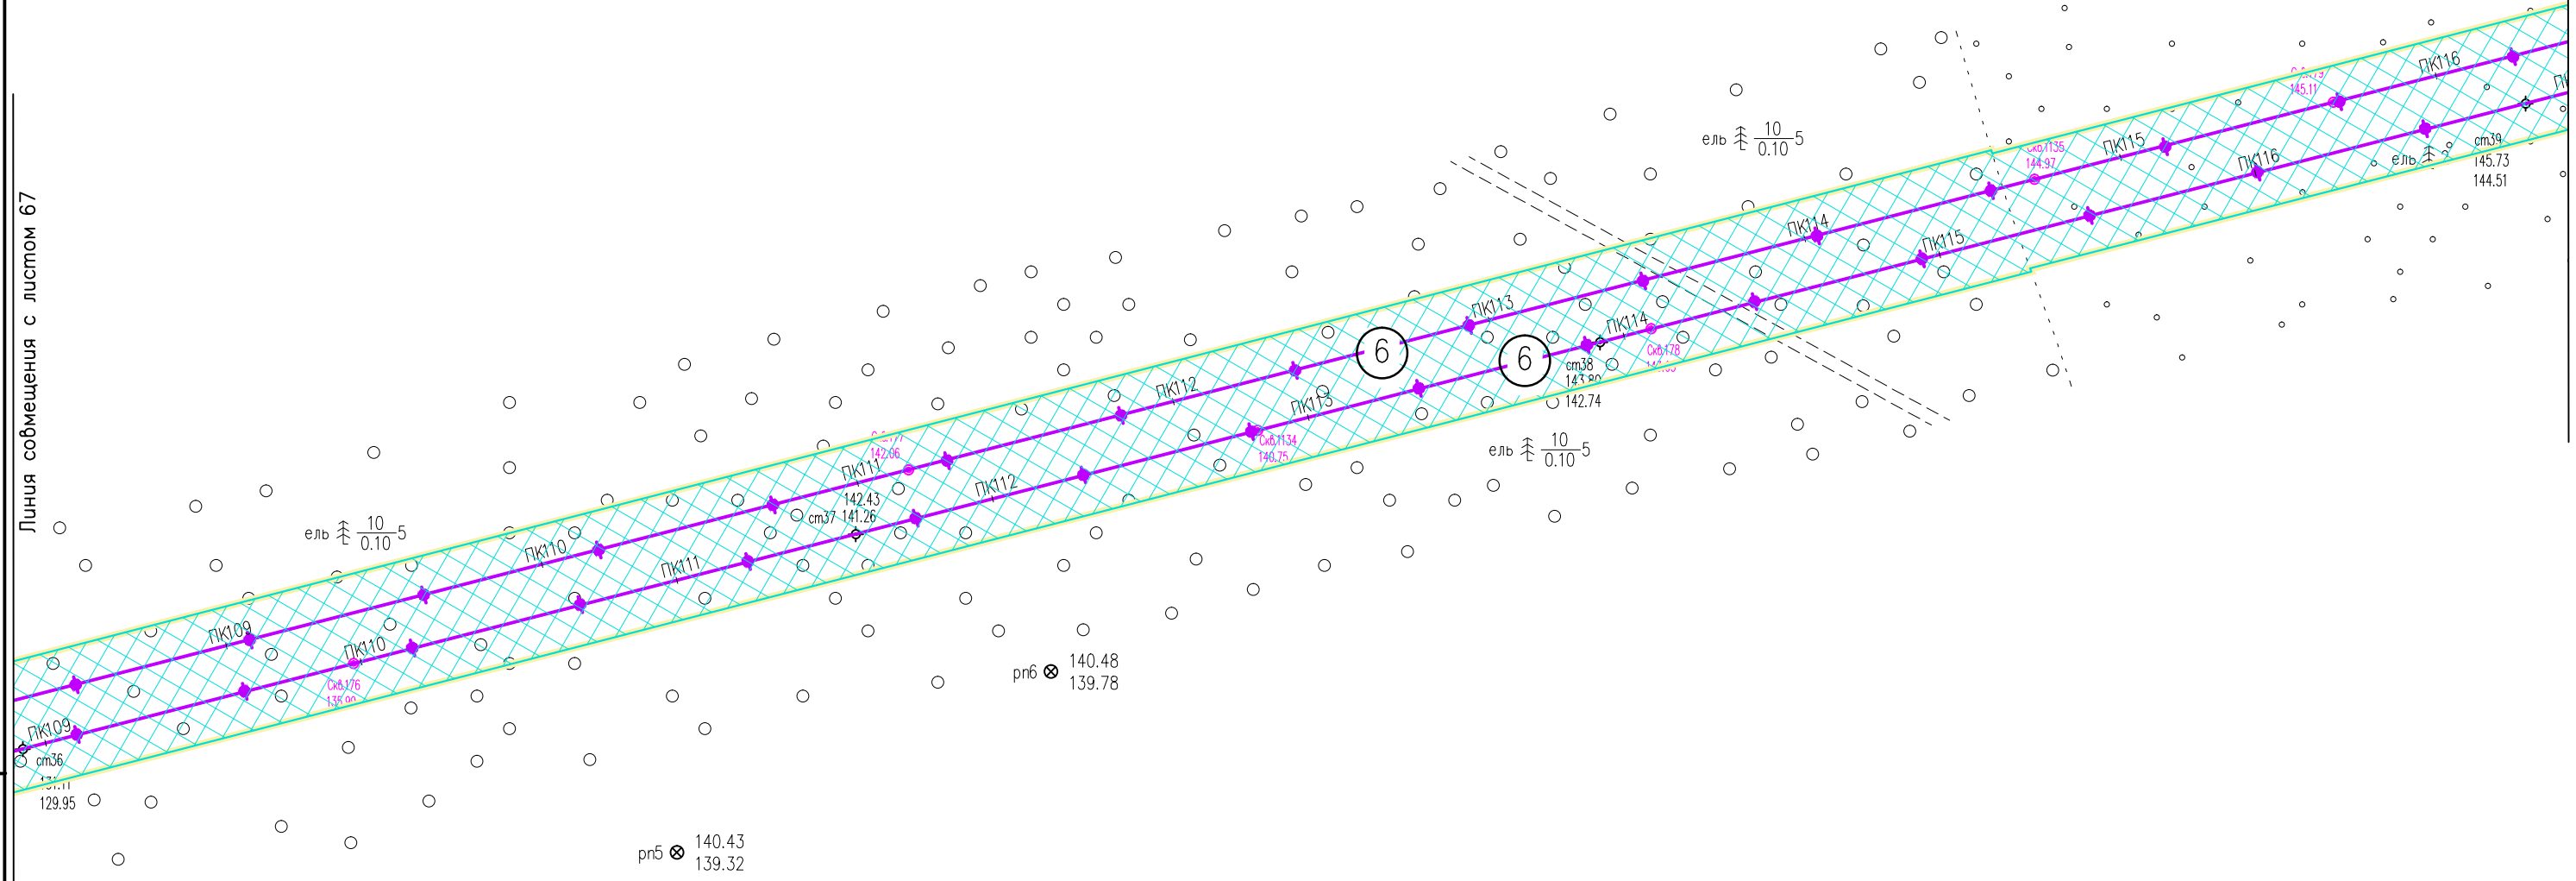 Линия совмещения с листом 67
ель 10 5
0.10
ПК109
ПК110
ПК111
ПК112
ПК113
ПК114
ПК115
ПК116
ПК109
ПК110
ПК111
ПК112
ПК113
ПК114
ПК115
ПК116
6
6
142.06
142.43
ст37 141.26
Скв.176
ст36
129.95
рп5 140.43
139.32
рп6 140.48
139.78
Скв.1134
140.75
ель 10 5
0.10
ст38
143.80
142.74
Скв.178
ель 10 5
0.10
Скв.1135
144.97
145.11
ель
ст39
145.73
144.51